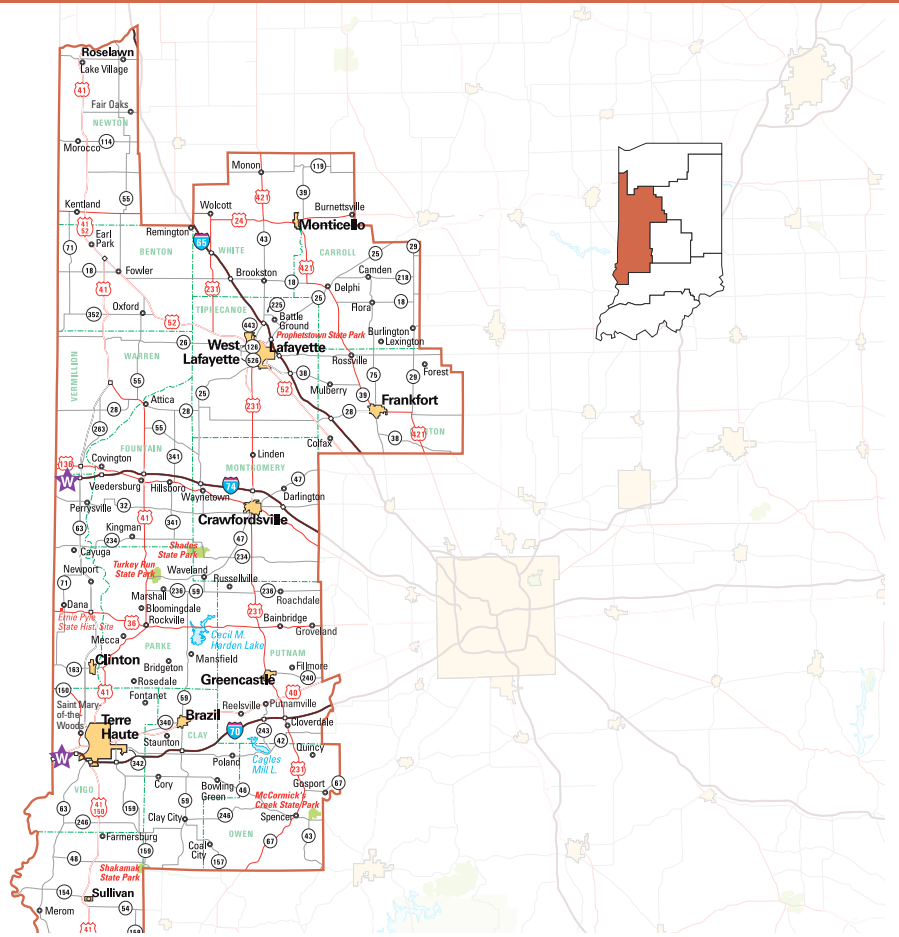 Roselawn
Lake Village
41
Fair Oaks
NEWTON
114
Morocco
Monon
119
55
39
421
Kentland
Wolcott
Burnettsville
24
Monticello
41
52
Remington
Earl
Park
65
43
71
BENTON
WHITE
CARROLL
29
25
421
18
Fowler
Brookston
Camden
218
41
231
18
Delphi
25
TIPPECANOE
225
Flora
18
352
Oxford
52
Battle
Ground
443
Prophetstown State Park
Burlington
26
West
Lafayette
126
526
Lafayette
Lexington
WARREN
Rossville
VERMILLION
55
38
75
29
Forest
25
52
Mulberry
39
Attica
28
28
231
28
Frankfort
263
55
421
TON
38
Colfax
FOUNTAIN
341
Linden
136
Covington
MONTGOMERY
W
74
47
Veedersburg
Hillsboro
Waynetown
Darlington
Perrysville
32
41
Crawfordsville
63
Kingman
341
234
47
Cayuga
Shades
State Park
234
Newport
Turkey Run
State Park
Waveland
71
Russellville
Marshall
236
59
236
Roachdale
Dana
Bloomingdale
231
Ernie Pyle
State Hist. Site
36
Rockville
Bainbridge
Groveland
Mecca
Cecil M.
Harden Lake
PARKE
PUTNAM
Clinton
Mansfield
163
Bridgeton
Fillmore
Rosedale
Greencastle
240
150
41
Fontanet
59
40
Saint Mary-
of-the-
Woods
Reelsville
Putnamville
Terre
Haute
340
Brazil
Cloverdale
CLAY
70
243
Staunton
42
W
Poland
Cagles
Mill L.
Quincy
342
231
VIGO
Cory
Bowling
Green
46
Gosport
67
63
41
150
159
59
McCormick's
Creek State Park
246
Clay City
246
Spencer
OWEN
43
Farmersburg
Coal
City
67
159
48
157
Shakamak
State Park
154
Sullivan
54
Merom
41
159